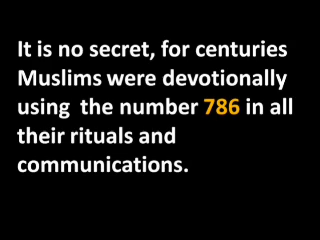 It is no secret, for centuries
Muslims were devotionally
using  the number 786 in all
their rituals and
communications.